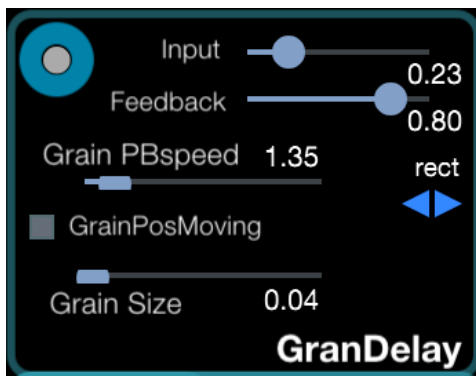 Input
0.23
Feedback
0.80
Grain PBspeed 1.35
rect
GrainPosMoving
Grain Size 0.04
GranDelay